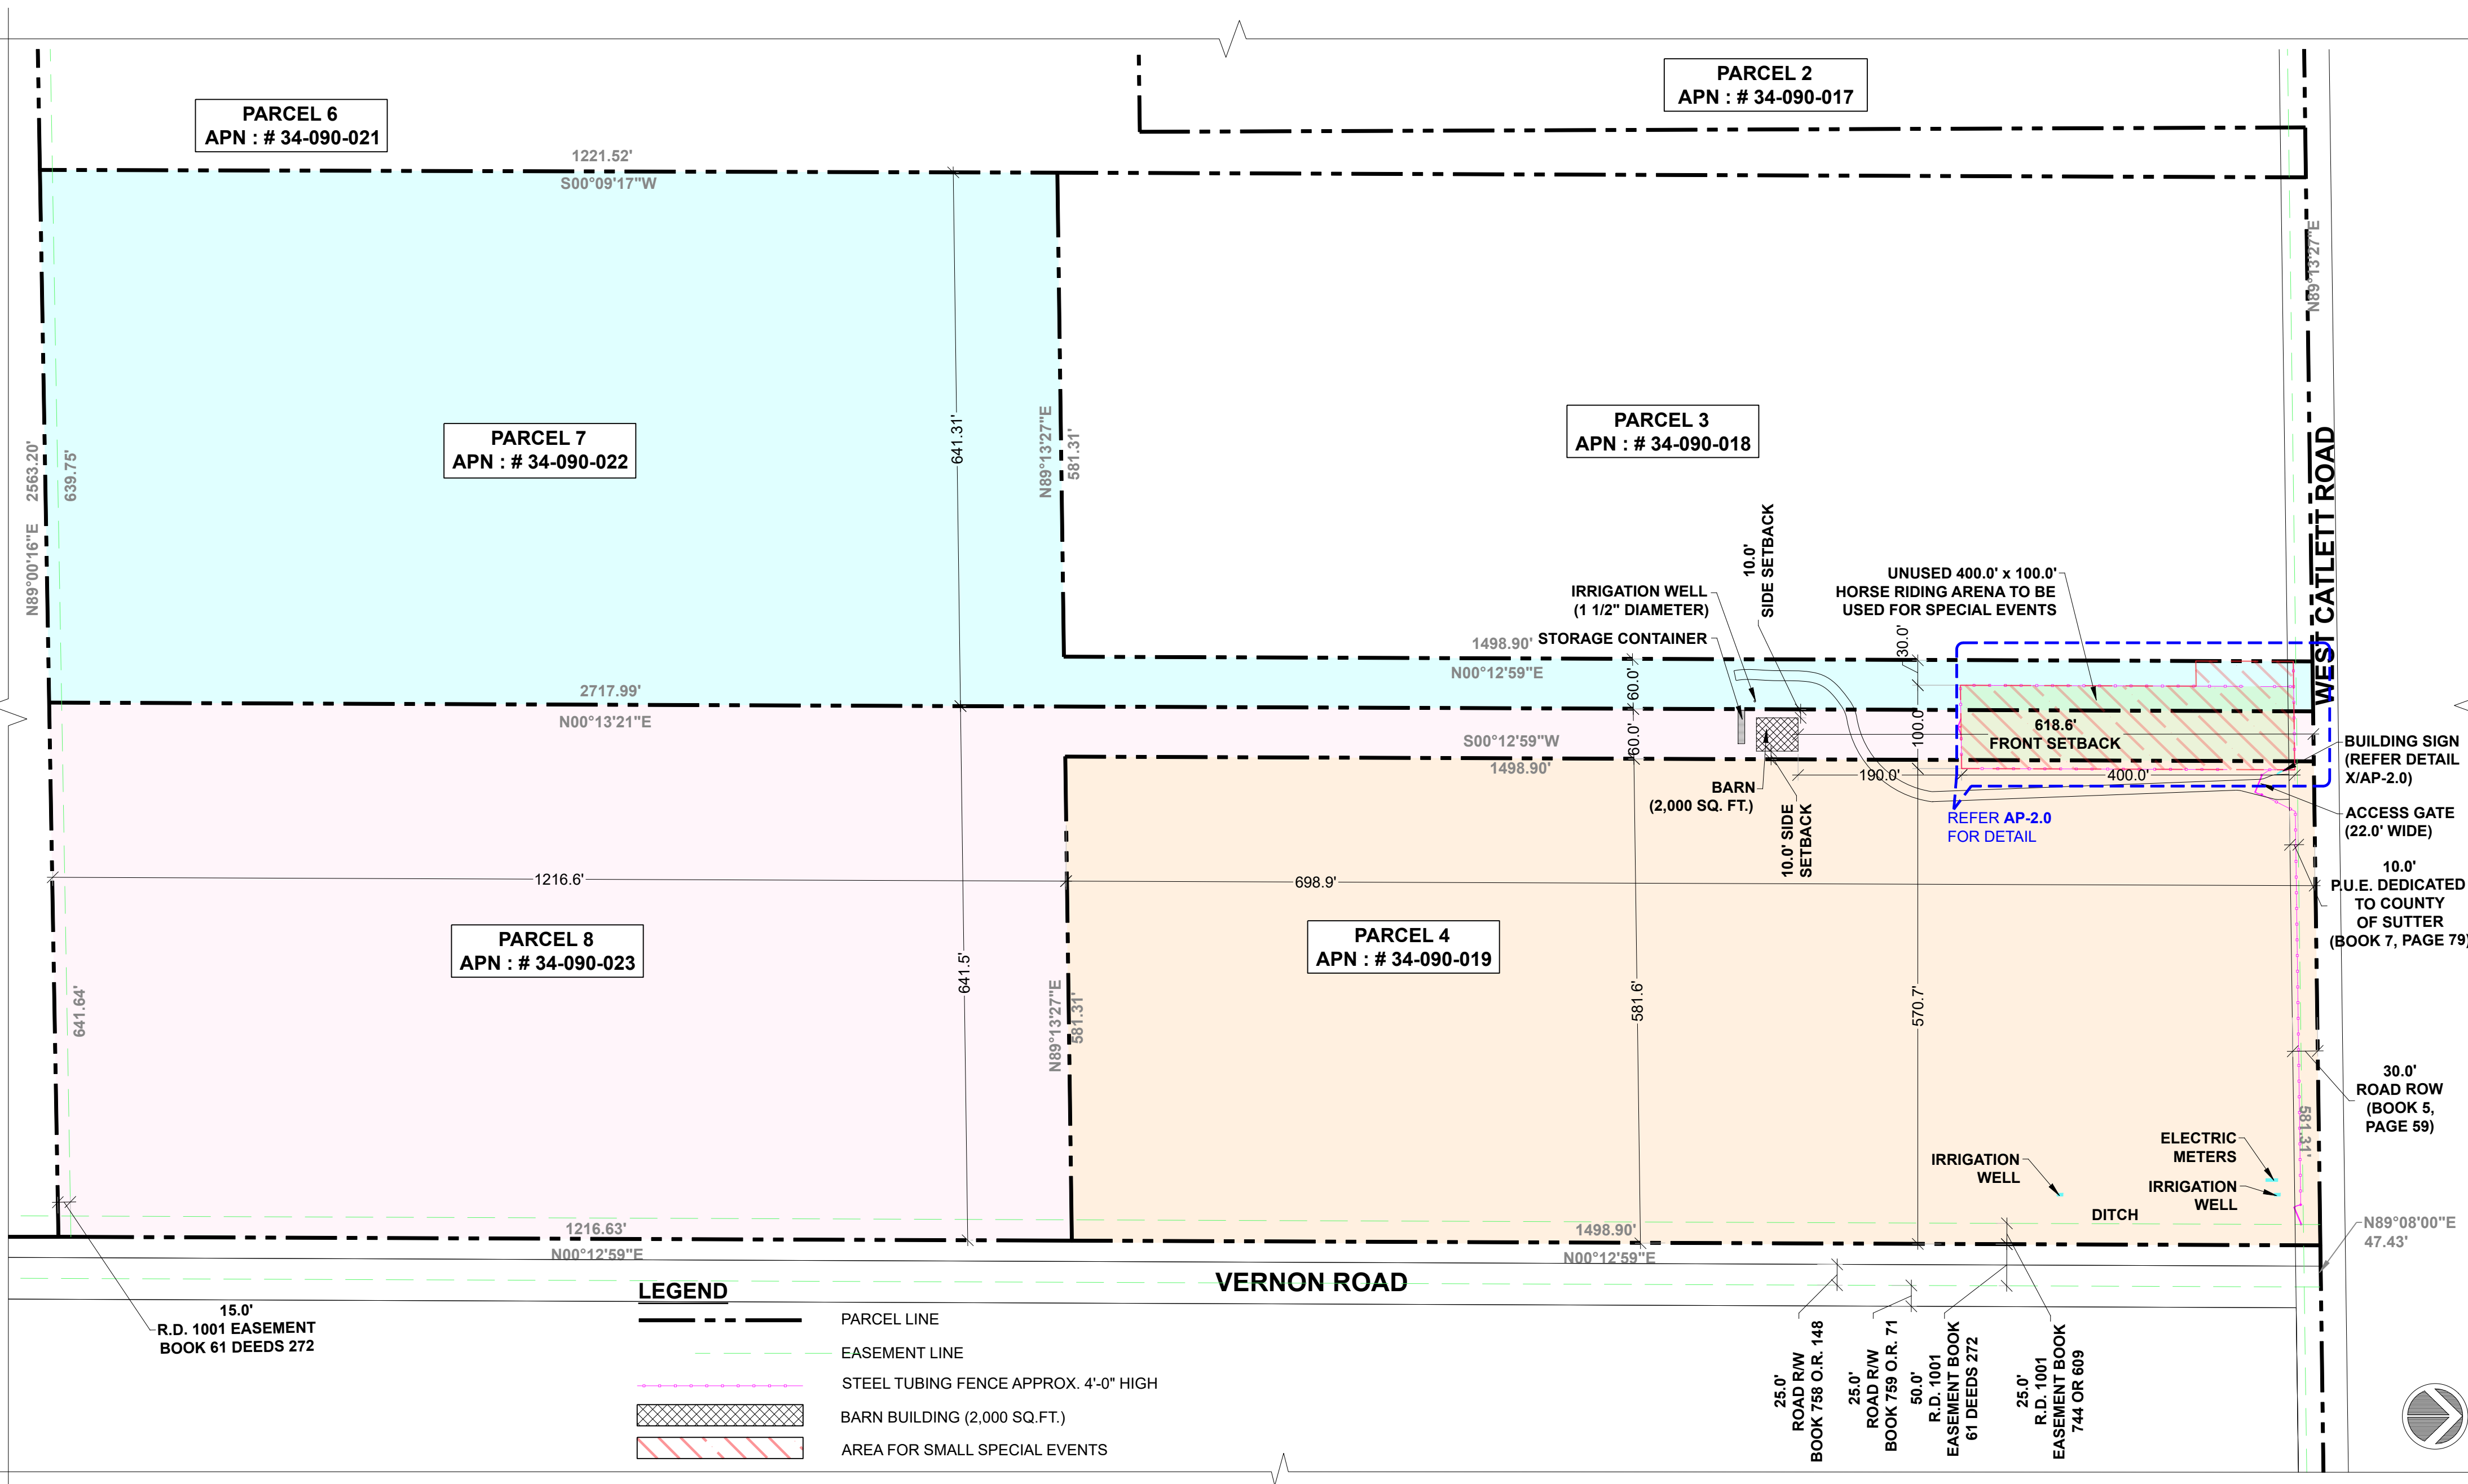 PARCEL 2
APN : # 34-090-017
PARCEL 6
APN : # 34-090-021
1221.52'
S00°09'17"W
N89°13'27"E
PARCEL 7
APN : # 34-090-022
641.31'
N89°13'27"E
581.31'
PARCEL 3
APN : # 34-090-018
WEST CATLETT ROAD
N89°00'16"E 2563.20'
639.75'
10.0'
SIDE SETBACK
IRRIGATION WELL
(1 1/2" DIAMETER)
STORAGE CONTAINER
UNUSED 400.0' x 100.0'
HORSE RIDING ARENA TO BE
USED FOR SPECIAL EVENTS
30.0'
1498.90'
N00°12'59"E
60.0'
2717.99'
N00°13'21"E
S00°12'59"W
1498.90'
60.0'
100.0'
618.6'
FRONT SETBACK
190.0'
400.0'
BARN
(2,000 SQ. FT.)
10.0' SIDE
SETBACK
REFER AP-2.0
FOR DETAIL
BUILDING SIGN
(REFER DETAIL
X/AP-2.0)
ACCESS GATE
(22.0' WIDE)
10.0'
P.U.E. DEDICATED
TO COUNTY
OF SUTTER
(BOOK 7, PAGE 79)
1216.6'
698.9'
PARCEL 8
APN : # 34-090-023
PARCEL 4
APN : # 34-090-019
641.64'
641.5'
N89°13'27"E
581.31'
581.6'
570.7'
30.0'
ROAD ROW
(BOOK 5,
PAGE 59)
581.31'
ELECTRIC
METERS
IRRIGATION
WELL
IRRIGATION
WELL
DITCH
N89°08'00"E
47.43'
1216.63'
N00°12'59"E
1498.90'
N00°12'59"E
VERNON ROAD
15.0'
R.D. 1001 EASEMENT
BOOK 61 DEEDS 272
LEGEND
PARCEL LINE
EASEMENT LINE
STEEL TUBING FENCE APPROX. 4'-0" HIGH
BARN BUILDING (2,000 SQ.FT.)
AREA FOR SMALL SPECIAL EVENTS
25.0'
ROAD R/W
BOOK 758 O.R. 148
25.0'
ROAD R/W
BOOK 759 O.R. 71
50.0'
R.D. 1001
EASEMENT BOOK
61 DEEDS 272
25.0'
R.D. 1001
EASEMENT BOOK
744 OR 609